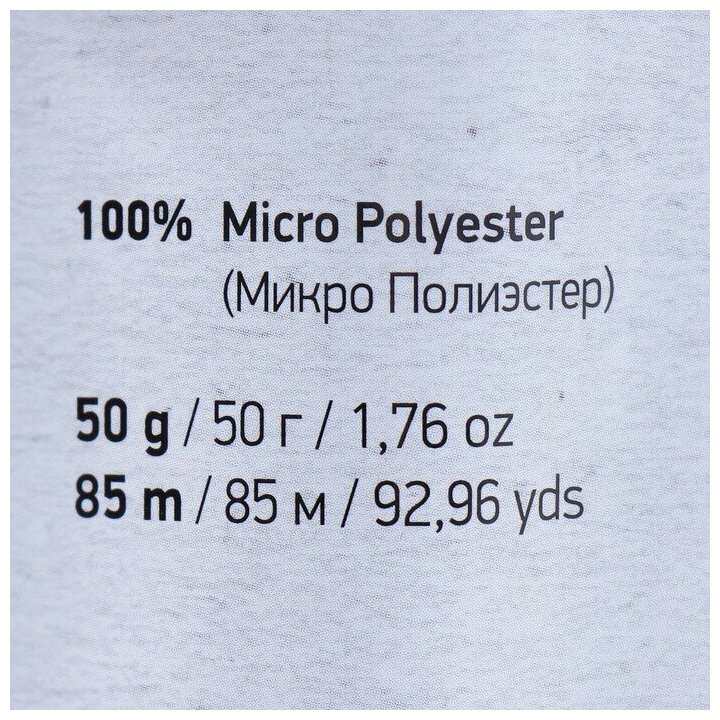 100% Micro Polyester
(Микро Полиэстер)
50 g / 50 г / 1,76 oz
85 m / 85 м / 92,96 yds